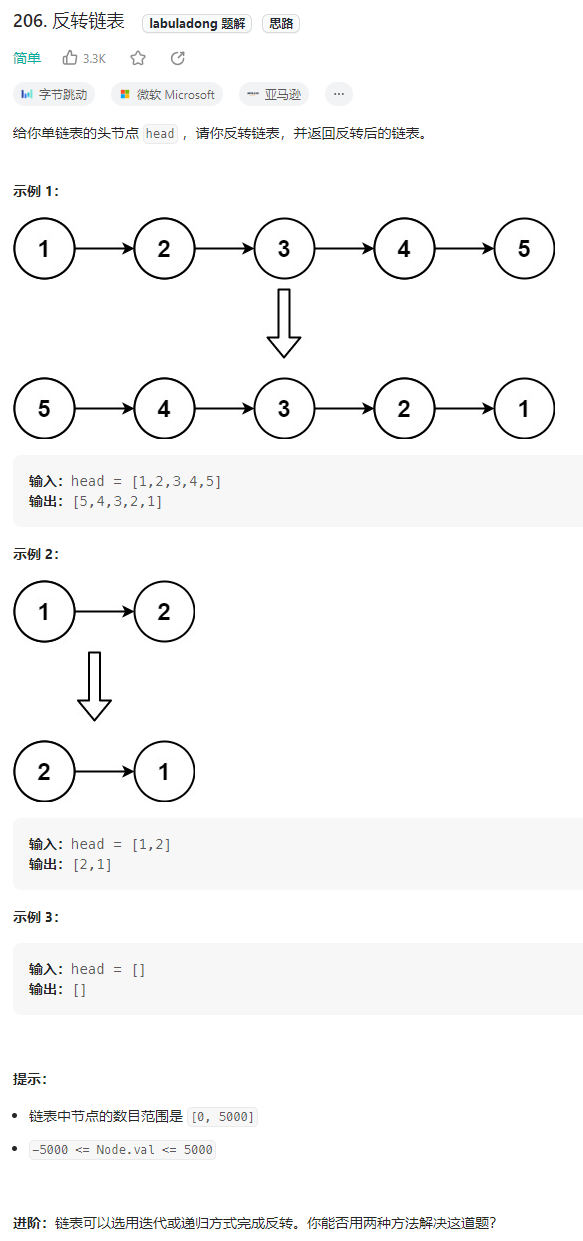 206. 反转链表 labuladong 题解 思路
简单 3.3K
字节跳动 微软 Microsoft 亚马逊 ...
给你单链表的头节点 head ，请你反转链表，并返回反转后的链表。
示例 1：
1 2 3 4 5
5 4 3 2 1
输入：head = [1,2,3,4,5]
输出：[5,4,3,2,1]
示例 2：
1 2
2 1
输入：head = [1,2]
输出：[2,1]
示例 3：
输入：head = []
输出：[]
提示：
• 链表中节点的数目范围是 [0, 5000]
• -5000 <= Node.val <= 5000
进阶：链表可以选用迭代或递归方式完成反转。你能否用两种方法解决这道题？